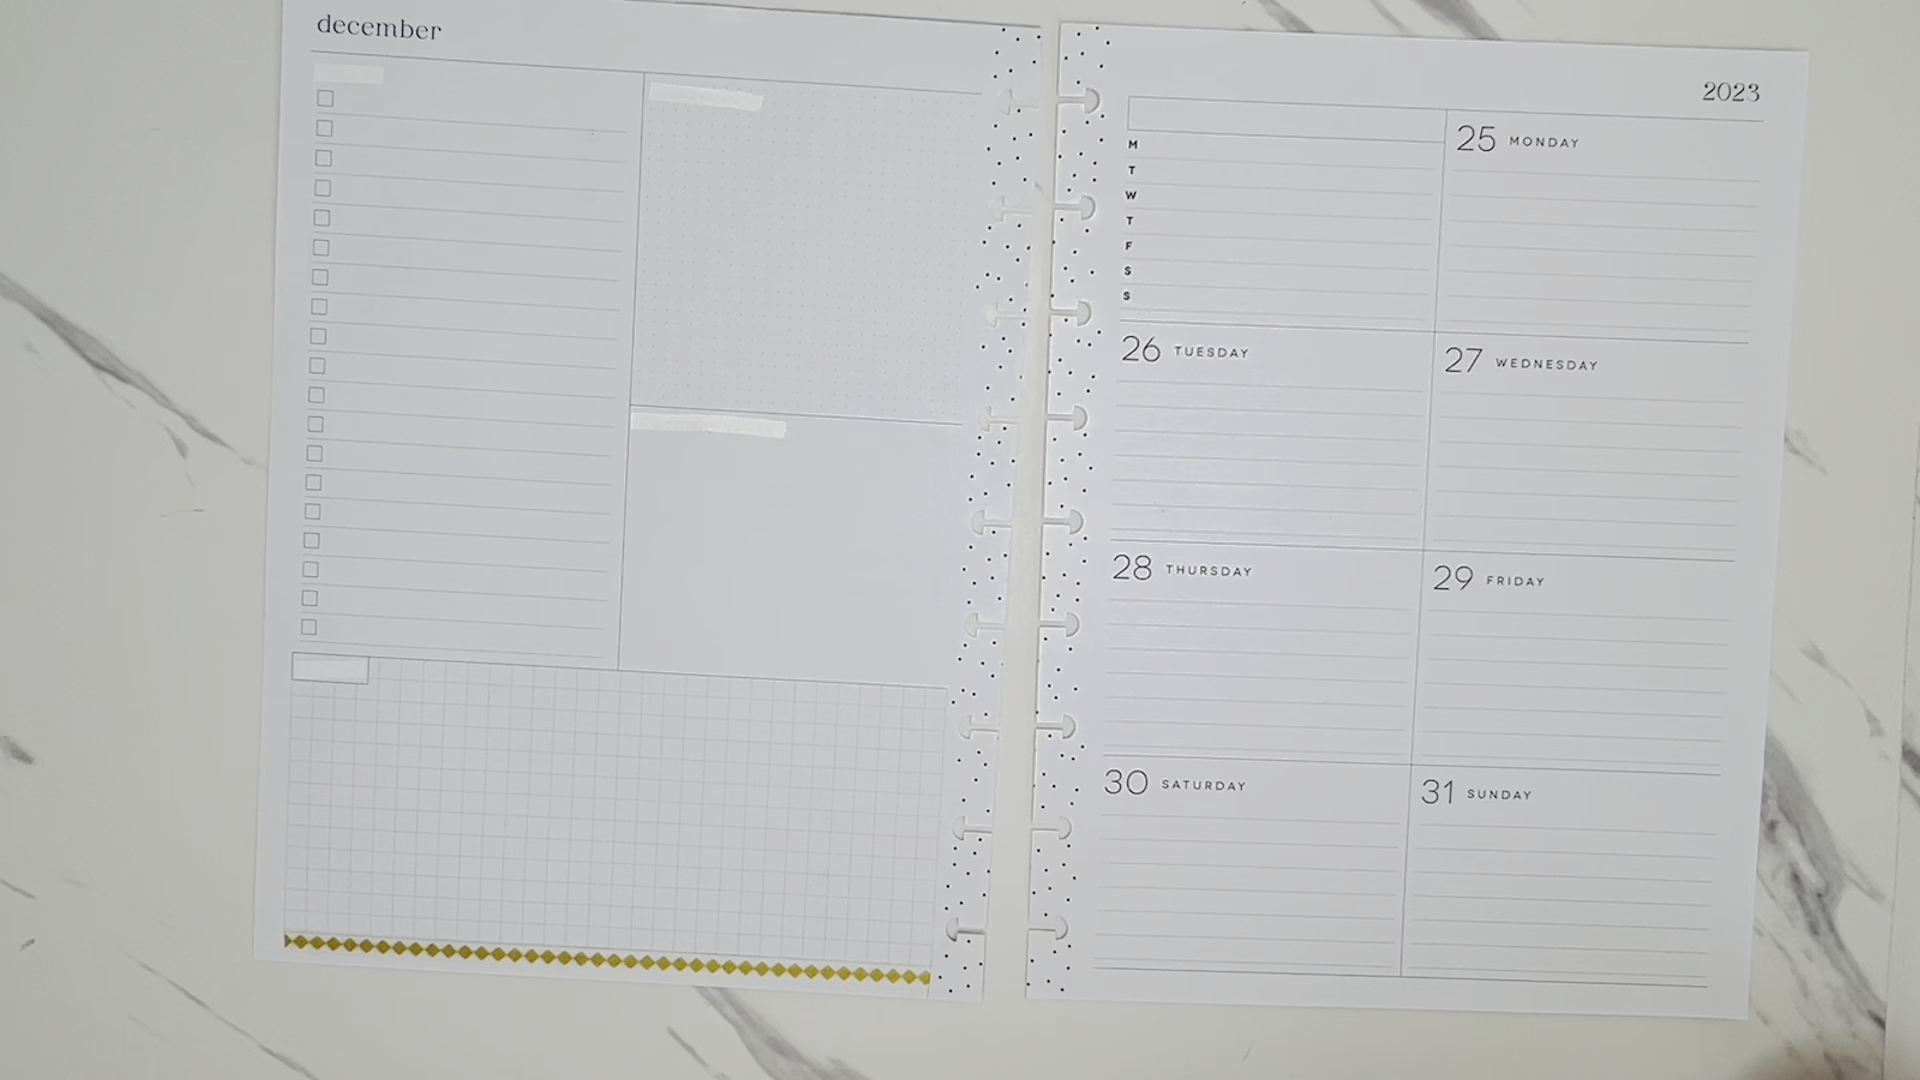 december
2023
M
T
W
T
F
S
S
25 MONDAY
26 TUESDAY
27 WEDNESDAY
28 THURSDAY
29 FRIDAY
30 SATURDAY
31 SUNDAY